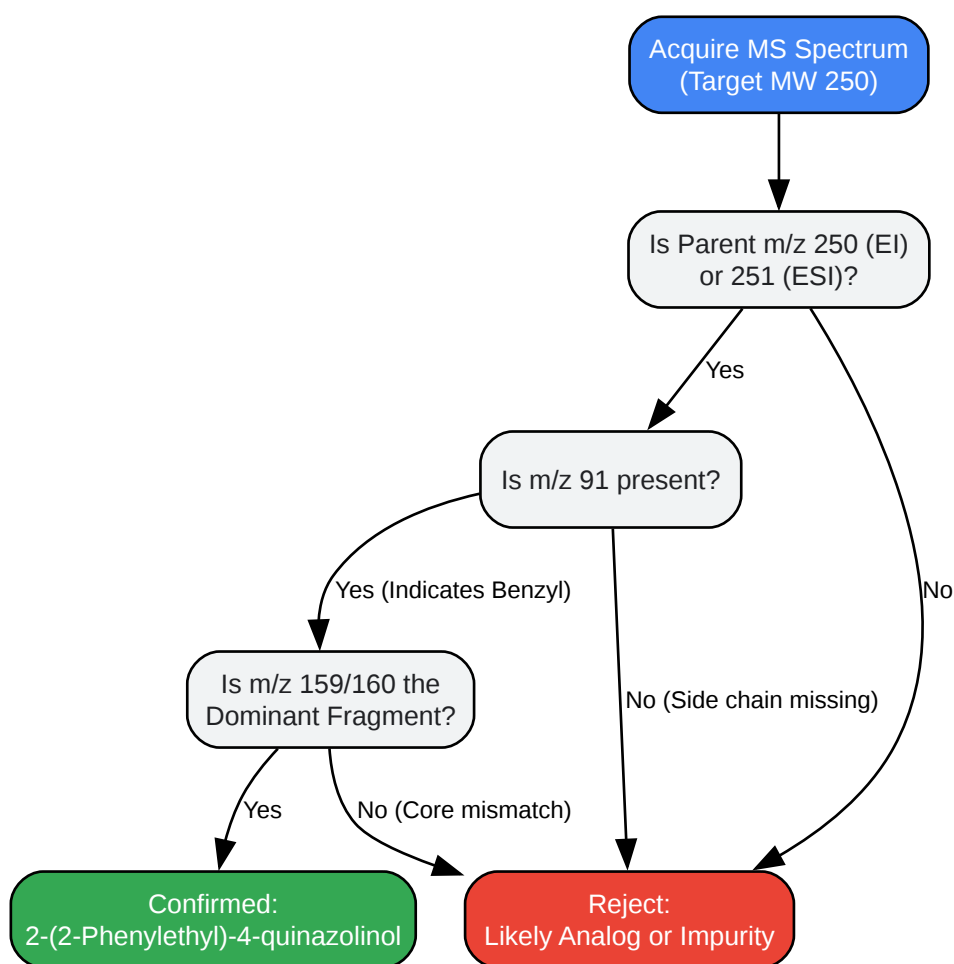 Acquire MS Spectrum
(Target MW 250)
Is Parent m/z 250 (EI)
or 251 (ESI)?
Yes
No
Is m/z 91 present?
Yes (Indicates Benzyl)
No (Side chain missing)
Is m/z 159/160 the
Dominant Fragment?
Yes
No (Core mismatch)
Confirmed:
2-(2-Phenylethyl)-4-quinazolinol
Reject:
Likely Analog or Impurity